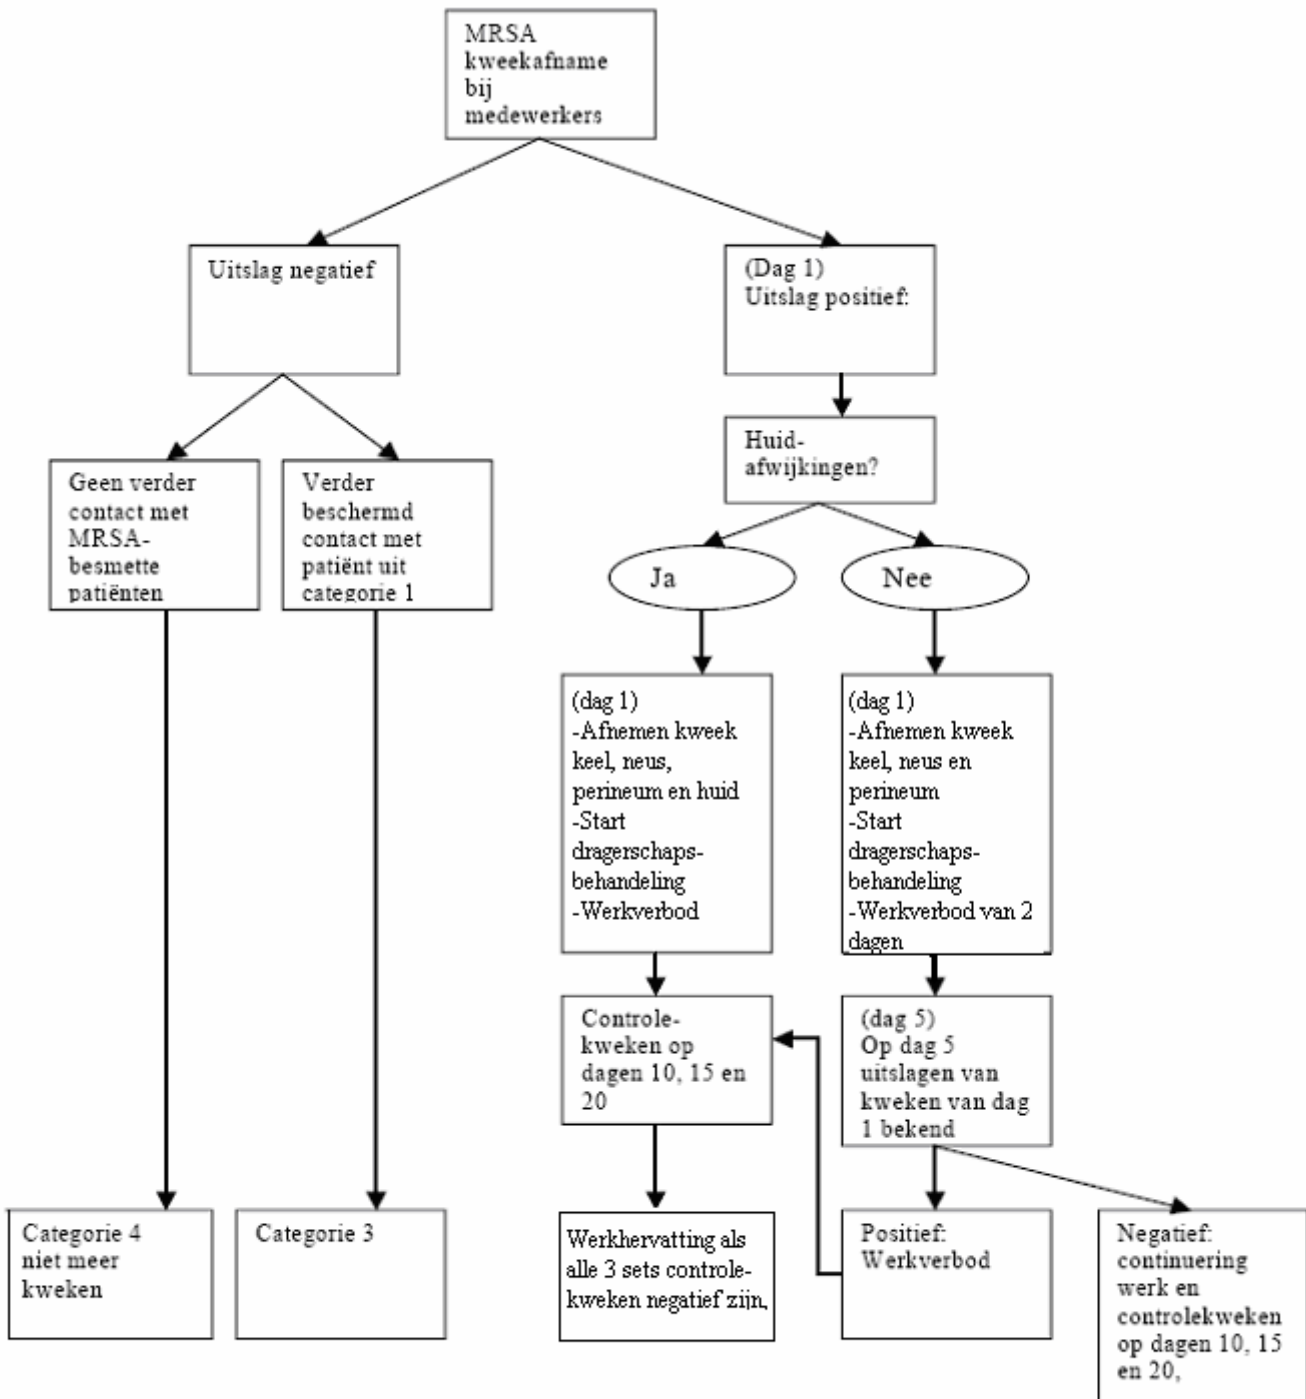 MRSA
kweekafname
bij
medewerkers
Uitslag negatief
(Dag 1)
Uitslag positief:
Huid-
afwijkingen?
Geen verder
contact met
MRSA-
besmette
patiënten
Verder
beschermd
contact met
patiënt uit
categorie 1
Ja
Nee
(dag 1)
-Afnemen kweek
keel, neus,
perineum en huid
-Start
dragerschaps-
behandeling
-Werkverbod
(dag 1)
-Afnemen kweek
keel, neus en
perineum
-Start
dragerschaps-
behandeling
-Werkverbod van 2
dagen
Controle-
kweken op
dagen 10, 15 en
20
(dag 5)
Op dag 5
uitslagen van
kweken van dag
1 bekend
Categorie 4
niet meer
kweken
Categorie 3
Werkhervatting als
alle 3 sets controle-
kweken negatief zijn,
Positief:
Werkverbod
Negatief:
continuering
werk en
controlekweken
op dagen 10, 15
en 20,